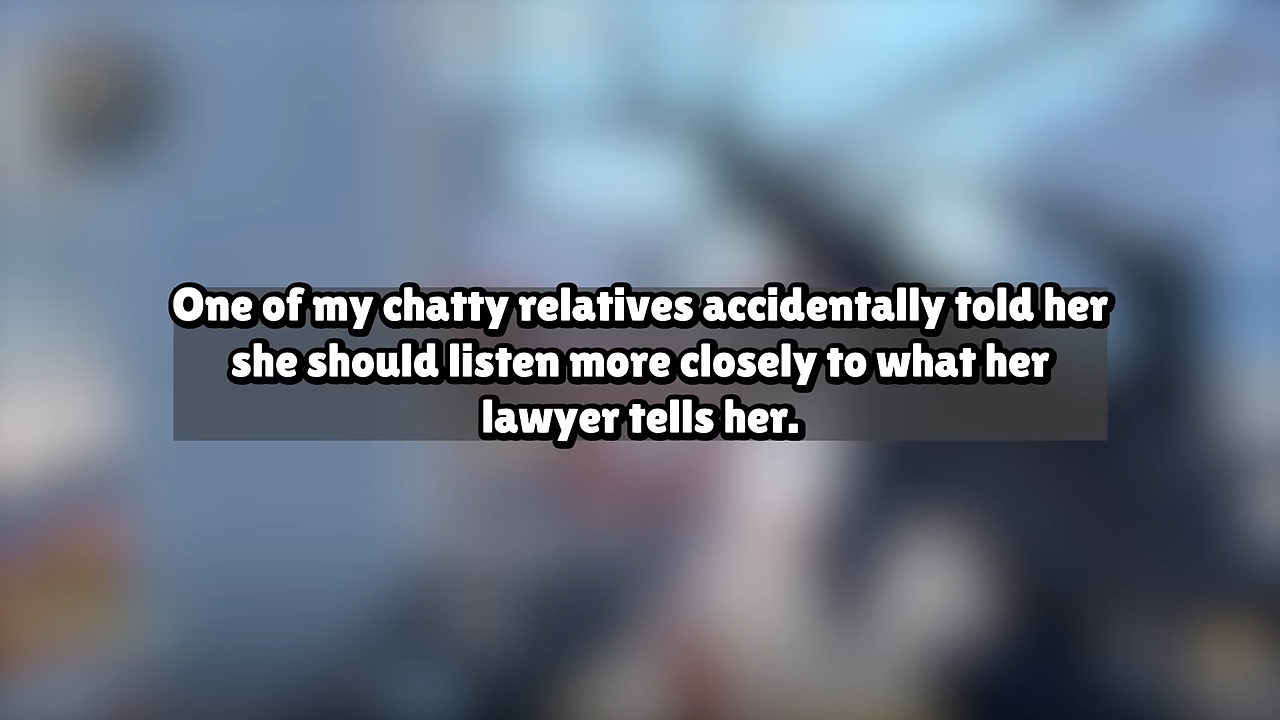 One of my chatty relatives accidentally told her
she should listen more closely to what her
lawyer tells her.